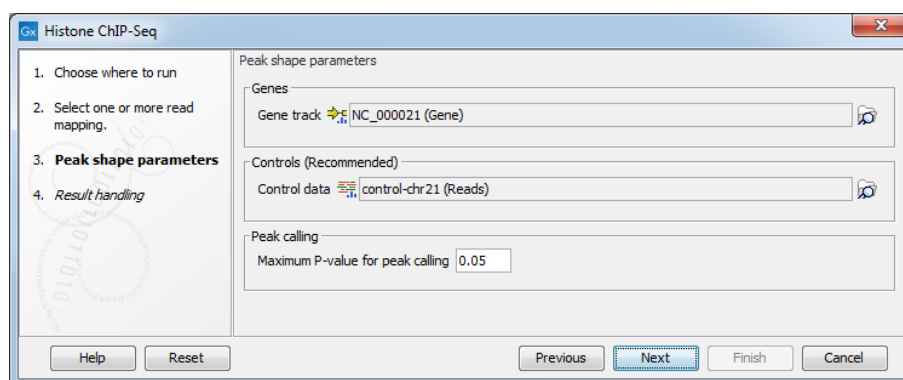 Gx Histone ChIP-Seq
1. Choose where to run
2. Select one or more read
mapping.
3. Peak shape parameters
4. Result handling
Peak shape parameters
Genes
Gene track NC_000021 (Gene)
Controls (Recommended)
Control data control-chr21 (Reads)
Peak calling
Maximum P-value for peak calling 0.05
Help Reset Previous Next Finish Cancel